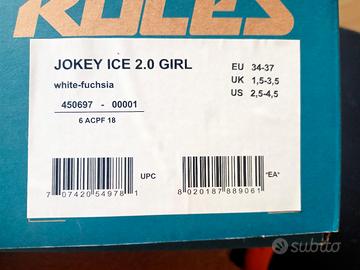 ROCES
JOKEY ICE 2.0 GIRL
white-fuchsia
450697 - 00001
6 ACPF 18
EU 34-37
UK 1,5-3,5
US 2,5-4,5
UPC
"EA"
7 07420 54978 1
8 020187 889061
subito